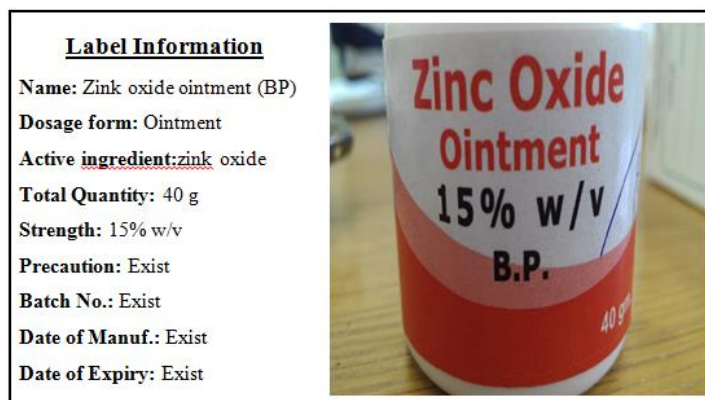 Label Information
Name: Zink oxide ointment (BP)
Dosage form: Ointment
Active ingredient:zink oxide
Total Quantity: 40 g
Strength: 15% w/v
Precaution: Exist
Batch No.: Exist
Date of Manuf.: Exist
Date of Expiry: Exist
Zinc Oxide
Ointment
15% w/v
B.P.
40 gm